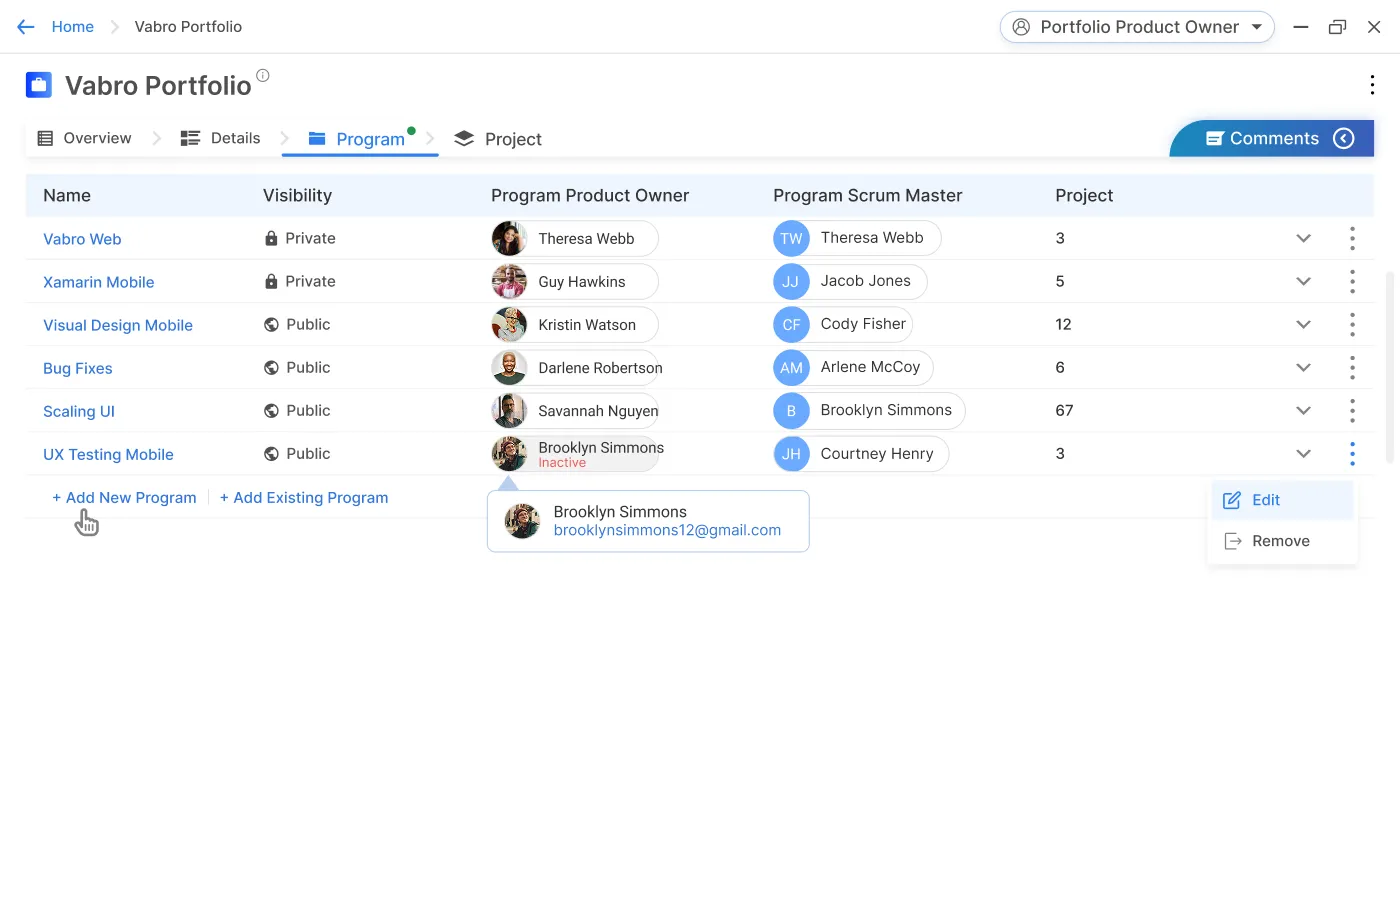 Home
Vabro Portfolio
Portfolio Product Owner
Vabro Portfolio
Overview
Details
Program
Project
Comments
Name Visibility Program Product Owner Program Scrum Master Project
Vabro Web Private Theresa Webb TW Theresa Webb 3
Xamarin Mobile Private Guy Hawkins JJ Jacob Jones 5
Visual Design Mobile Public Kristin Watson CF Cody Fisher 12
Bug Fixes Public Darlene Robertson AM Arlene McCoy 6
Scaling UI Public Savannah Nguyen B Brooklyn Simmons 67
UX Testing Mobile Public Brooklyn Simmons JH Courtney Henry 3
Inactive
+ Add New Program + Add Existing Program
Brooklyn Simmons
brooklynsimmons12@gmail.com
Edit
Remove